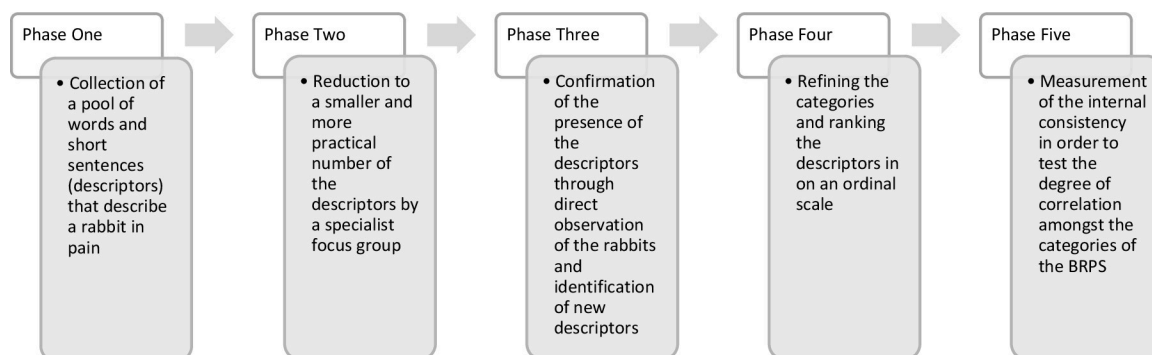 Phase One
• Collection of
a pool of
words and
short
sentences
(descriptors)
that describe
a rabbit in
pain
Phase Two
• Reduction to
a smaller and
more
practical
number of
the
descriptors by
a specialist
focus group
Phase Three
• Confirmation
of the
presence of
the
descriptors
through
direct
observation
of the rabbits
and
identification
of new
descriptors
Phase Four
• Refining the
categories
and ranking
the
descriptors in
on an ordinal
scale
Phase Five
• Measurement
of the internal
consistency
in order to
test the
degree of
correlation
amongst the
categories of
the BRPS